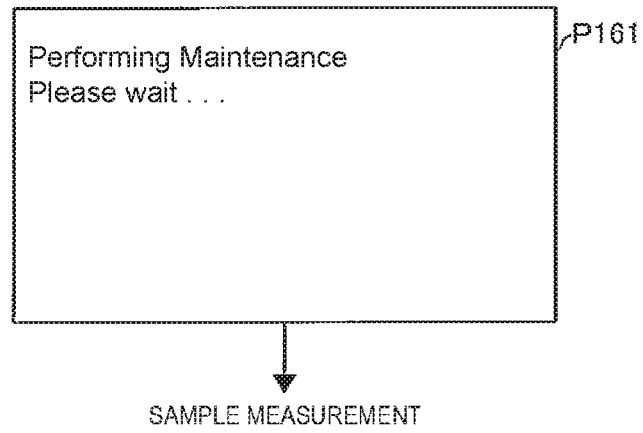 Performing Maintenance
Please wait . . .
P161
SAMPLE MEASUREMENT